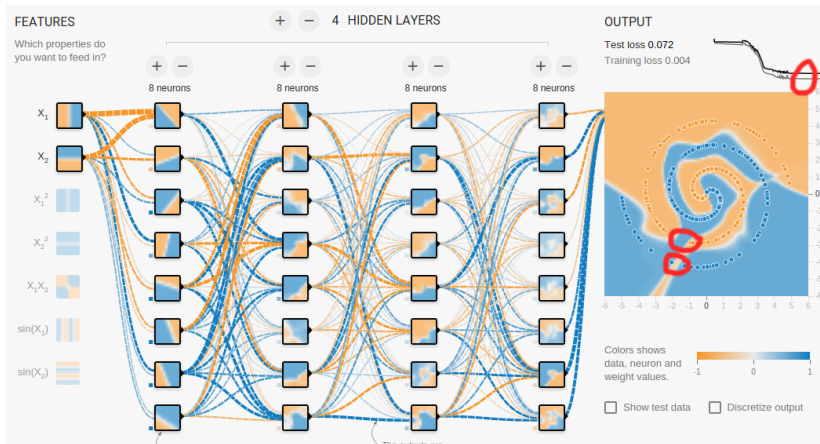 FEATURES
Which properties do
you want to feed in?
X1
X2
X1²
X2²
X1X2
sin(X1)
sin(X2)
+ − 4 HIDDEN LAYERS
+ −
8 neurons
+ −
8 neurons
+ −
8 neurons
+ −
8 neurons
The outputs are
OUTPUT
Test loss 0.072
Training loss 0.004
6
5
4
3
2
1
0
-1
-2
-3
-4
-5
-6
-6 -5 -4 -3 -2 -1 0 1 2 3 4 5 6
Colors shows
data, neuron and
weight values.
-1 0 1
Show test data
Discretize output